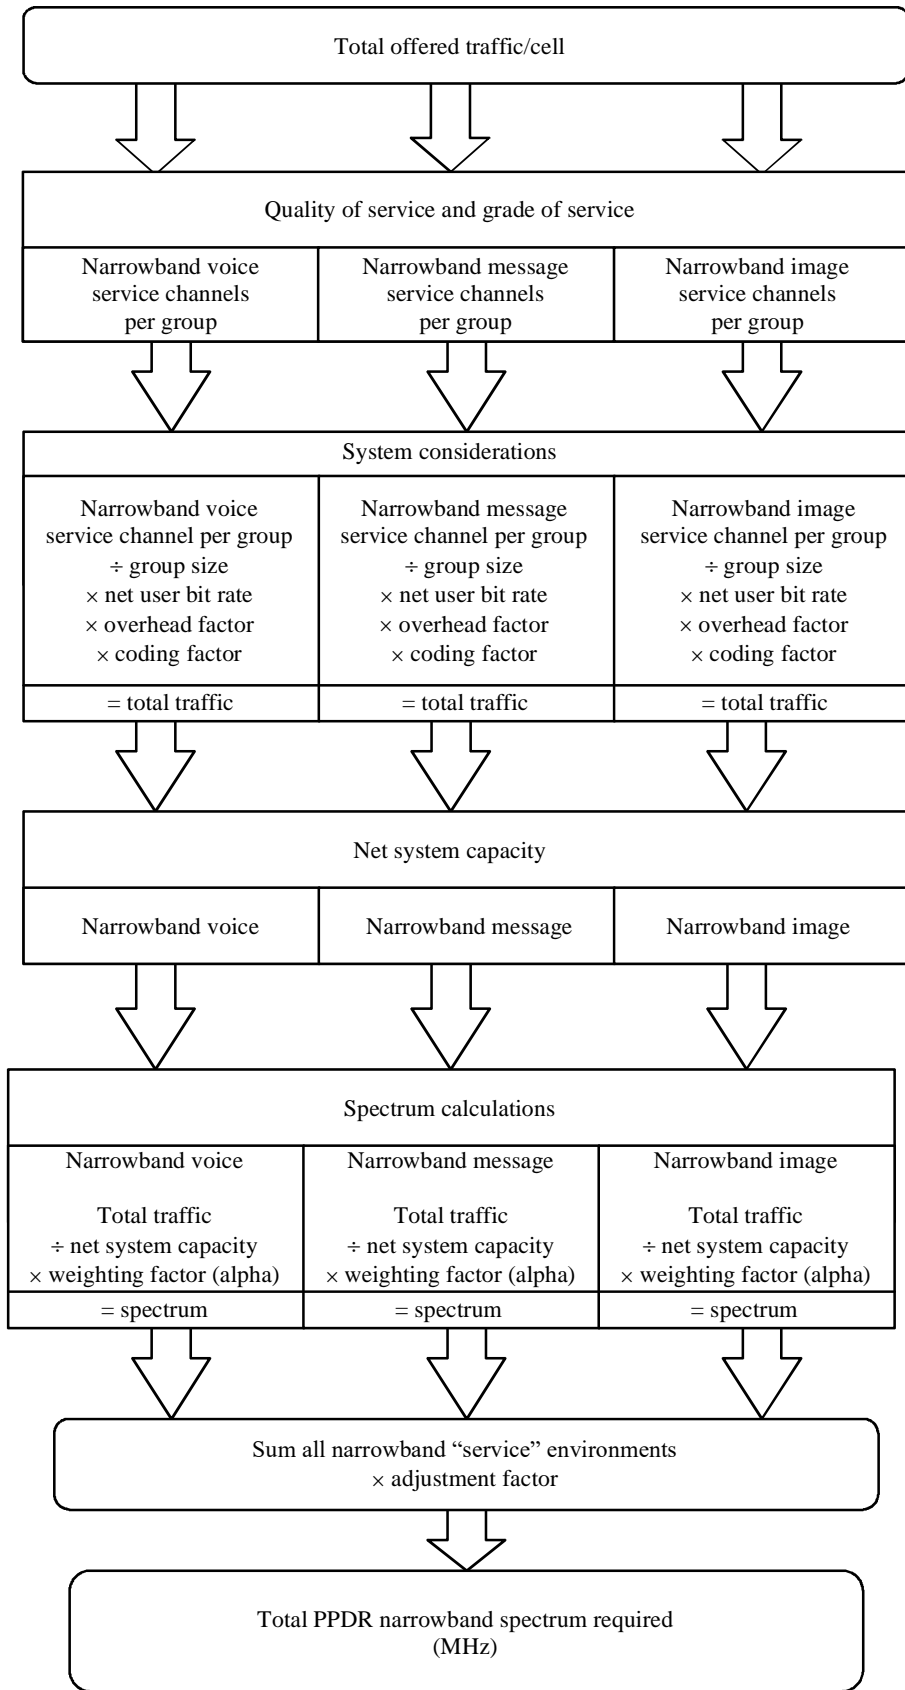 Total offered traffic/cell
Quality of service and grade of service
Narrowband voice
service channels
per group
Narrowband message
service channels
per group
Narrowband image
service channels
per group
System considerations
Narrowband voice
service channel per group
÷ group size
× net user bit rate
× overhead factor
× coding factor
Narrowband message
service channel per group
÷ group size
× net user bit rate
× overhead factor
× coding factor
Narrowband image
service channel per group
÷ group size
× net user bit rate
× overhead factor
× coding factor
= total traffic
= total traffic
= total traffic
Net system capacity
Narrowband voice
Narrowband message
Narrowband image
Spectrum calculations
Narrowband voice
Total traffic
÷ net system capacity
× weighting factor (alpha)
Narrowband message
Total traffic
÷ net system capacity
× weighting factor (alpha)
Narrowband image
Total traffic
÷ net system capacity
× weighting factor (alpha)
= spectrum
= spectrum
= spectrum
Sum all narrowband “service” environments
× adjustment factor
Total PPDR narrowband spectrum required
(MHz)